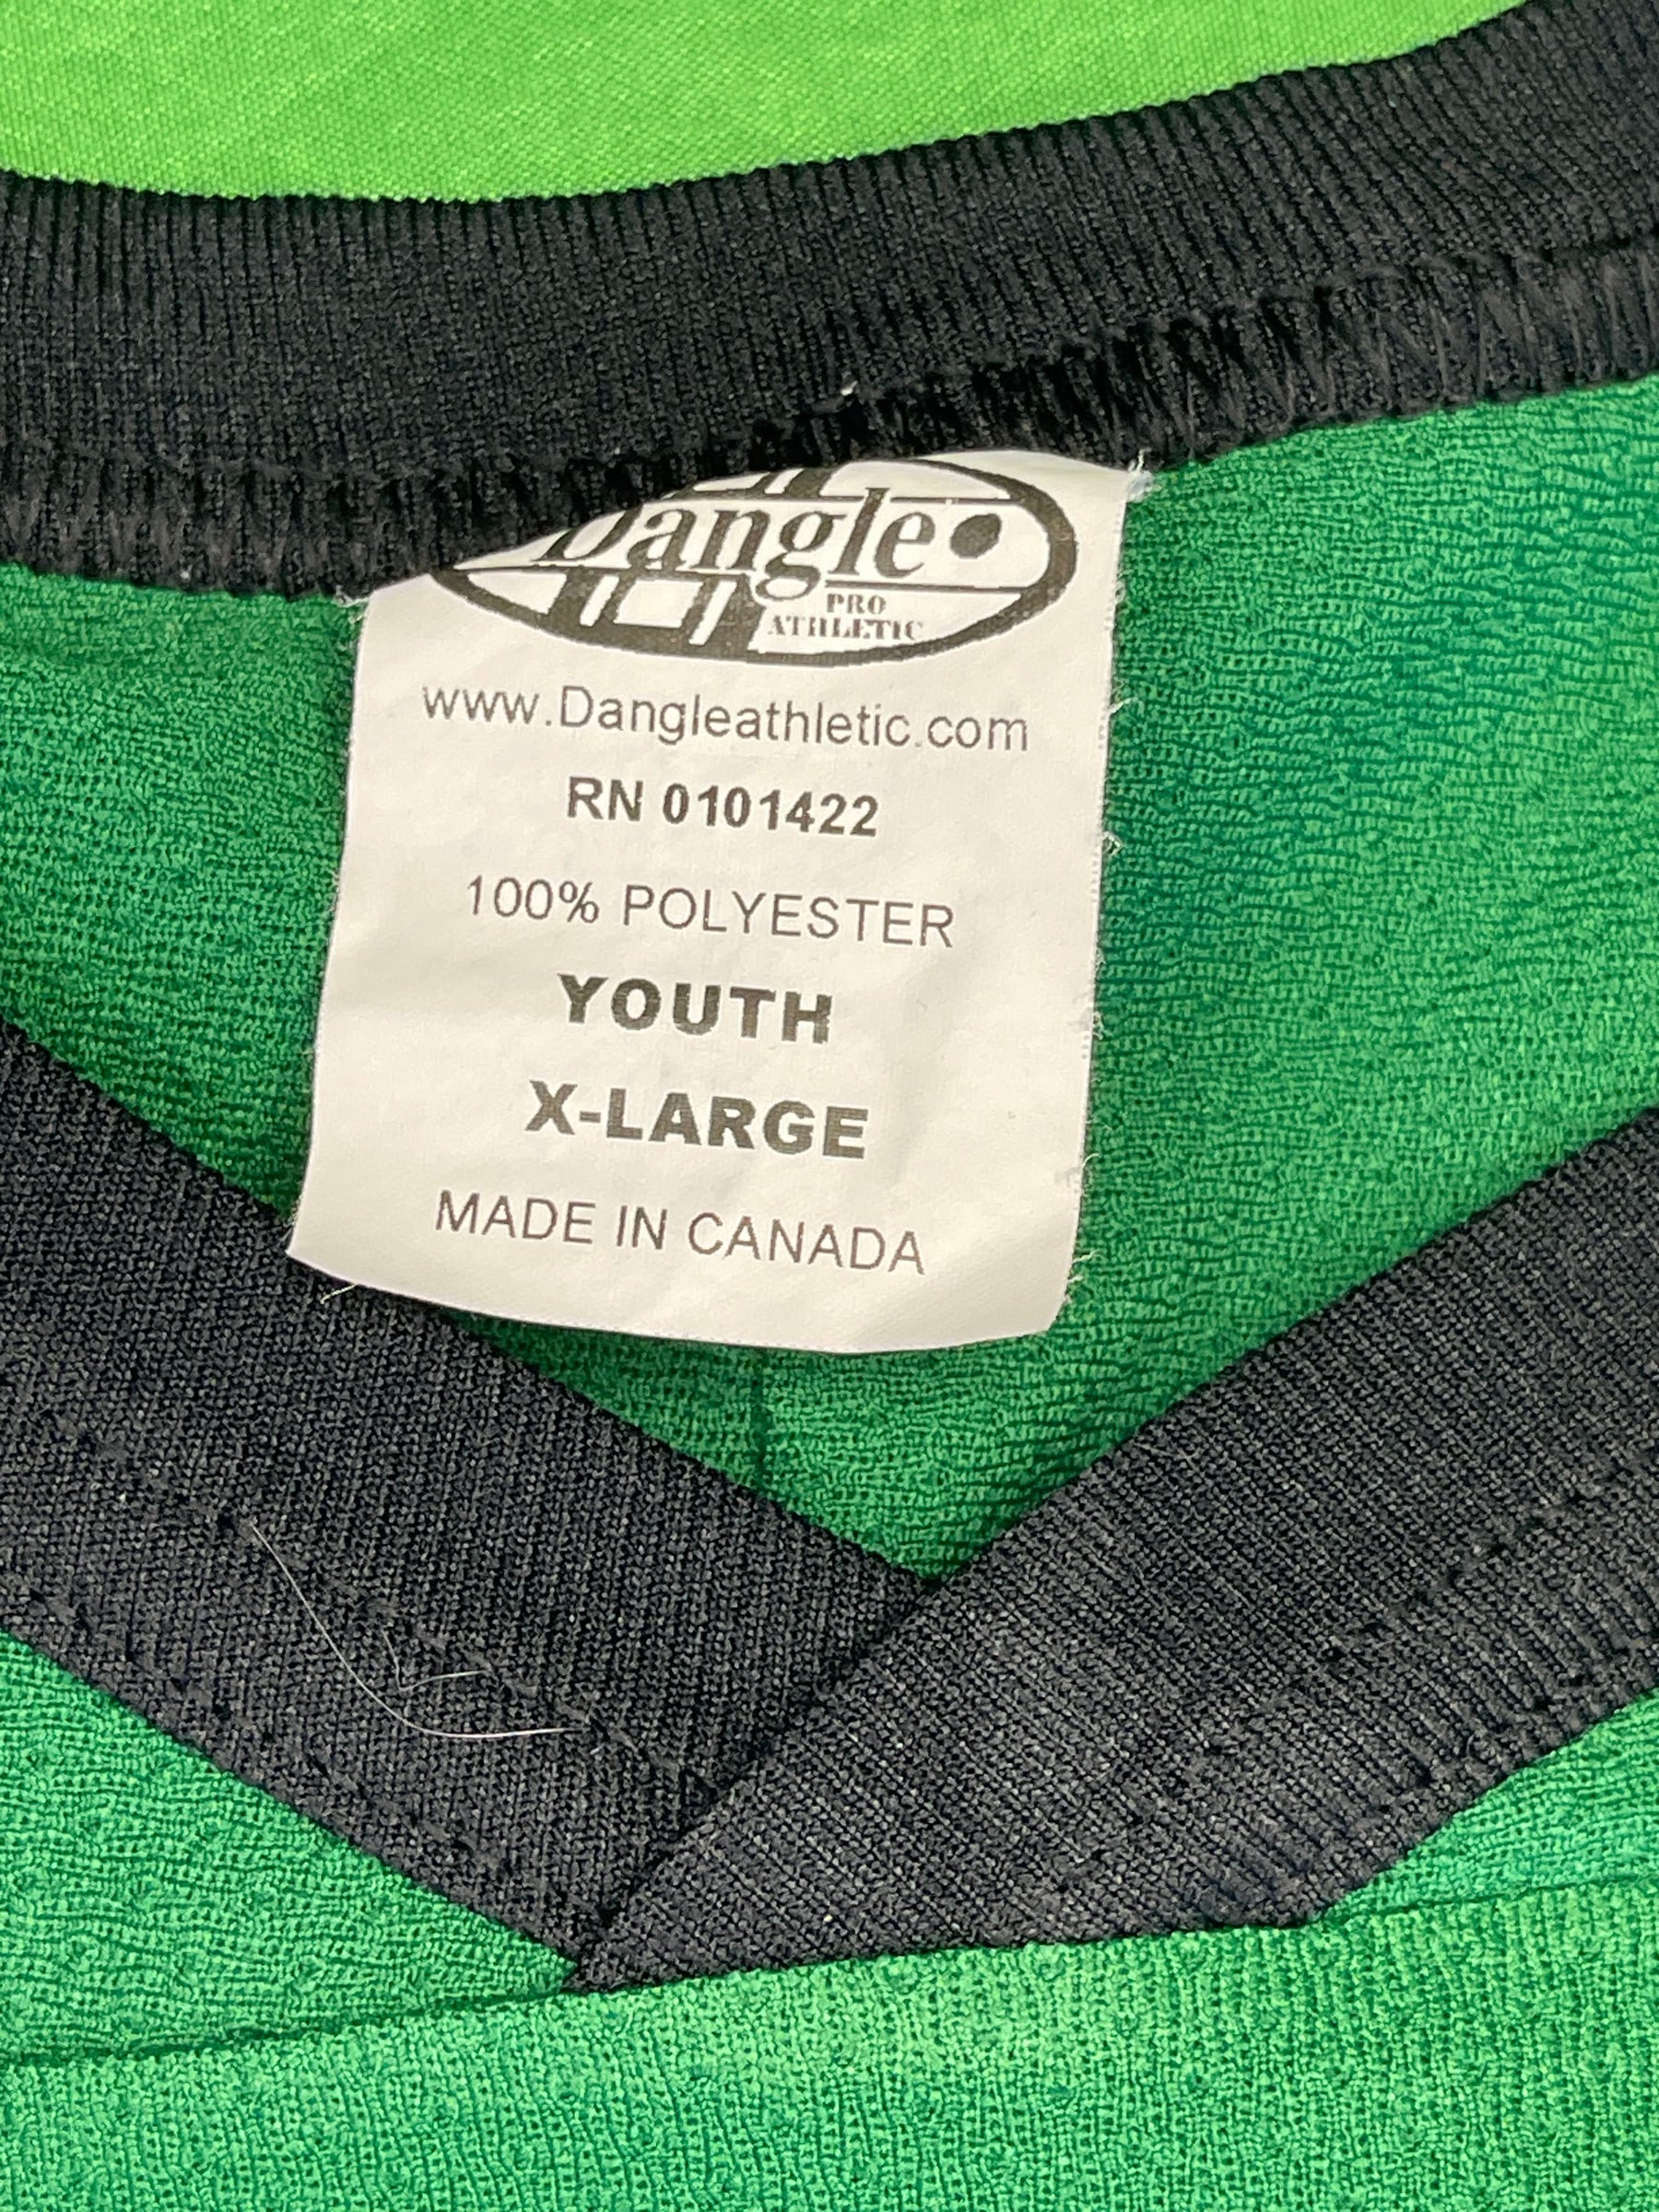 Dangle
PRO
ATHLETIC
www.Dangleathletic.com
RN 0101422
100% POLYESTER
YOUTH
X-LARGE
MADE IN CANADA